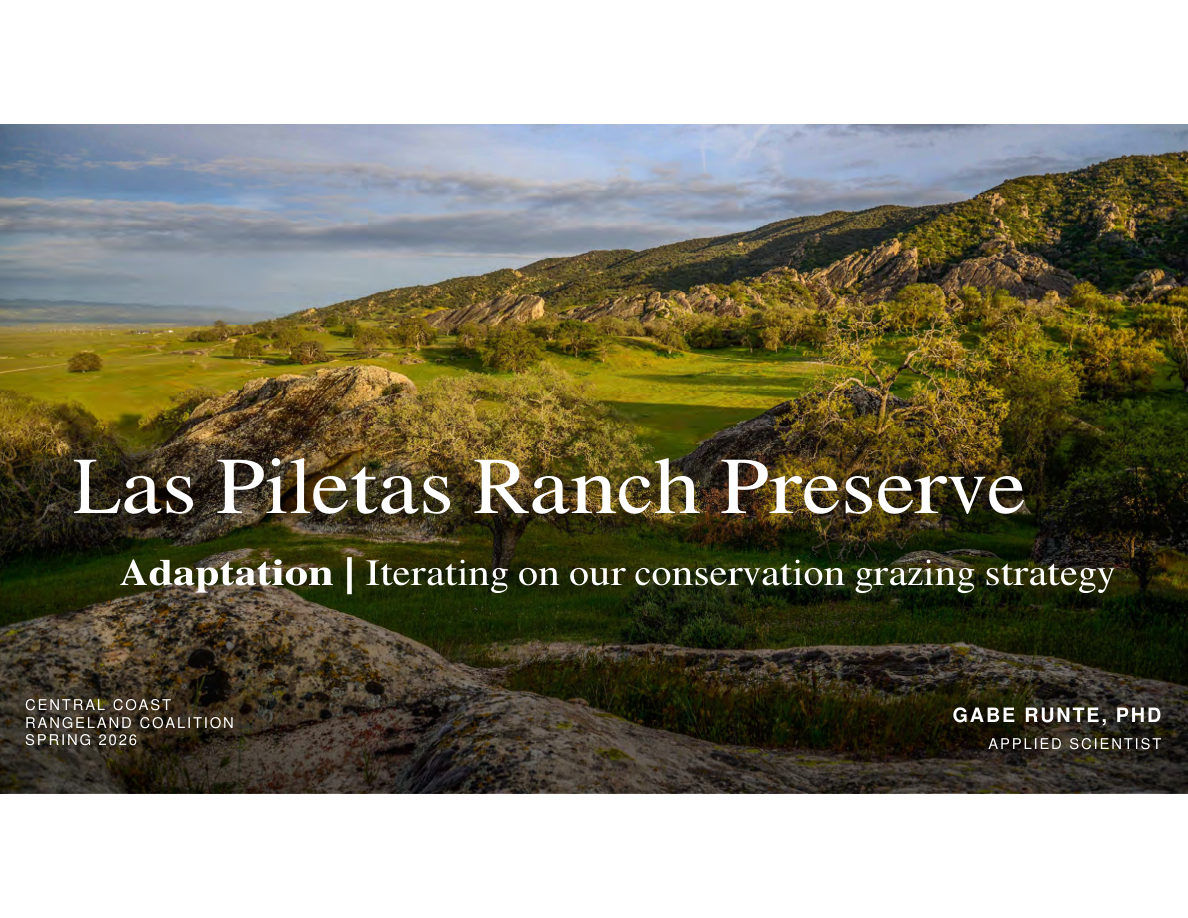 Las Piletas Ranch Preserve
Adaptation | Iterating on our conservation grazing strategy
CENTRAL COAST
RANGELAND COALITION
SPRING 2026
GABE RUNTE, PHD
APPLIED SCIENTIST